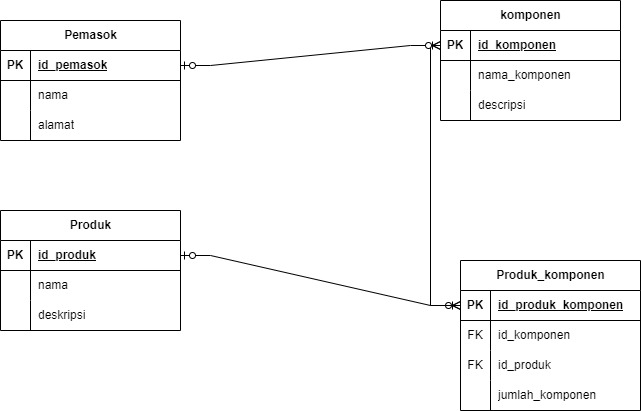 Pemasok
PK id_pemasok
nama
alamat
komponen
PK id_komponen
nama_komponen
descripsi
Produk
PK id_produk
nama
deskripsi
Produk_komponen
PK id_produk_komponen
FK id_komponen
FK id_produk
jumlah_komponen